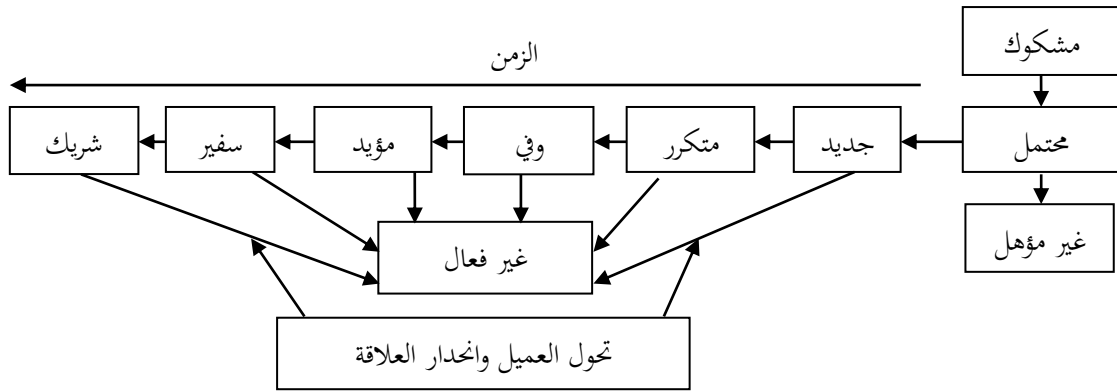 مشكوك
الزمن
محتمل
جديد
متكرر
وفي
مؤيد
سفير
شريك
غير مؤهل
غير فعال
تحول العميل وانحدار العلاقة